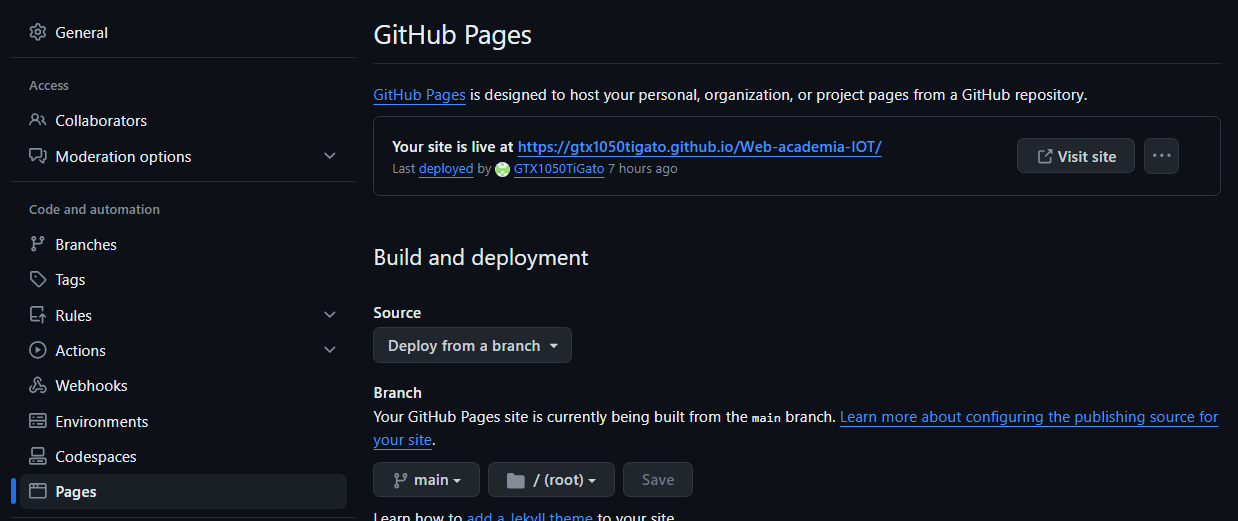 General
Access
Collaborators
Moderation options
Code and automation
Branches
Tags
Rules
Actions
Webhooks
Environments
Codespaces
Pages
GitHub Pages
GitHub Pages is designed to host your personal, organization, or project pages from a GitHub repository.
Your site is live at https://gtx1050tigato.github.io/Web-academia-IOT/
Last deployed by GTX1050TiGato 7 hours ago
Visit site
Build and deployment
Source
Deploy from a branch
Branch
Your GitHub Pages site is currently being built from the main branch. Learn more about configuring the publishing source for
your site.
main
/ (root)
Save
Learn how to add a Jekyll theme to your site.